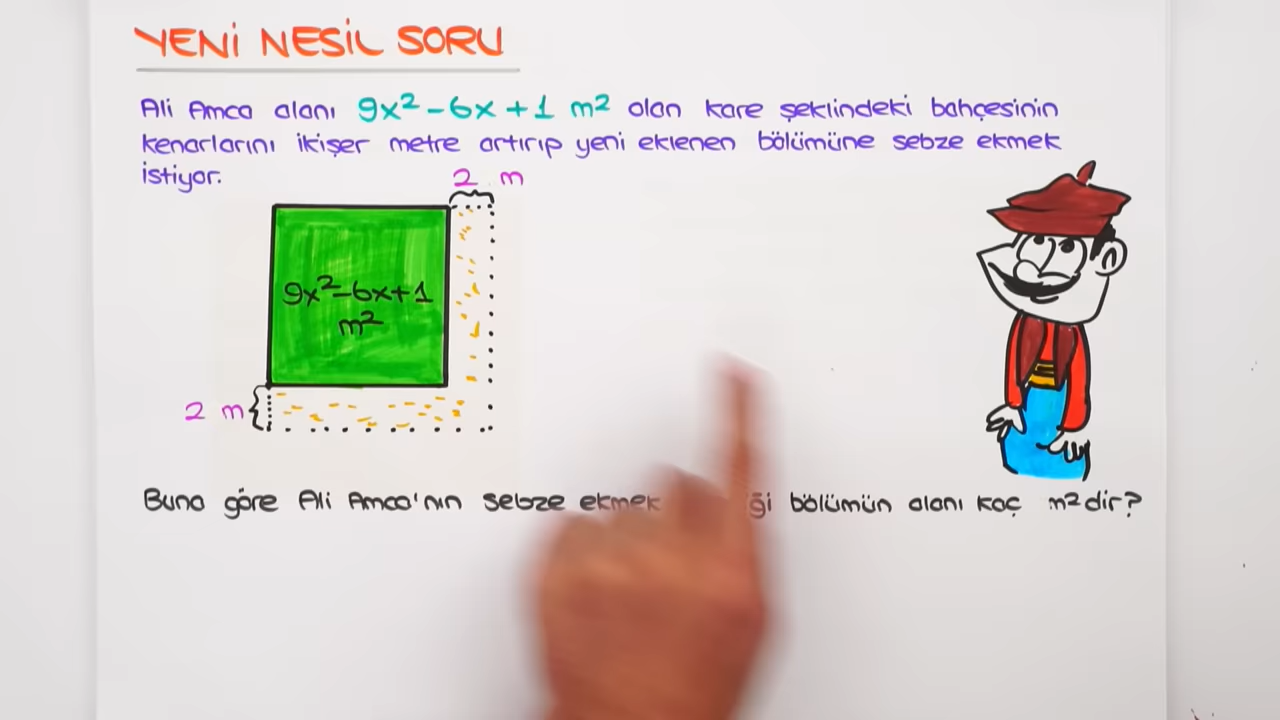 YENİ NESİL SORU
Ali Amca alanı 9x²-6x+1 m² olan kare şeklindeki bahçesinin
kenarlarını ikişer metre artırıp yeni eklenen bölümüne sebze ekmek
istiyor.
2 m
9x²-6x+1
m²
2 m
Buna göre Ali Amca'nın sebze ekmek bölümün alanı kaç m²dir?